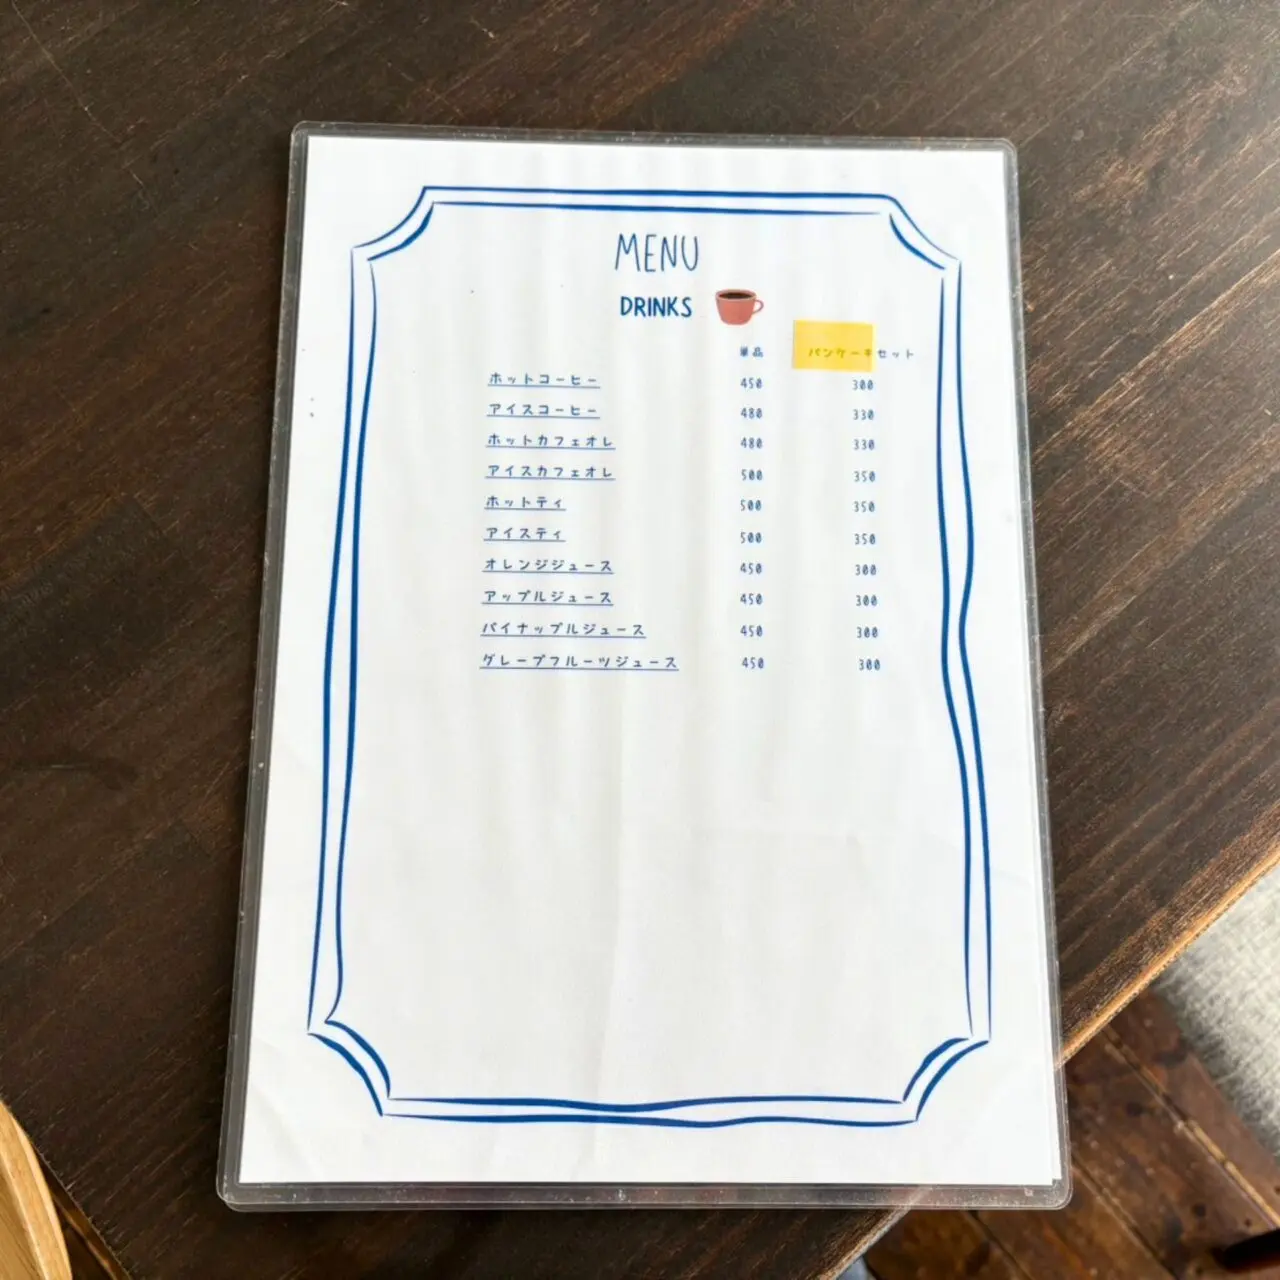 MENU
DRINKS
単品 パンケーキセット
ホットコーヒー 450 300
アイスコーヒー 480 330
ホットカフェオレ 480 330
アイスカフェオレ 500 350
ホットティ 500 350
アイスティ 500 350
オレンジジュース 450 300
アップルジュース 450 300
パイナップルジュース 450 300
グレープフルーツジュース 450 300